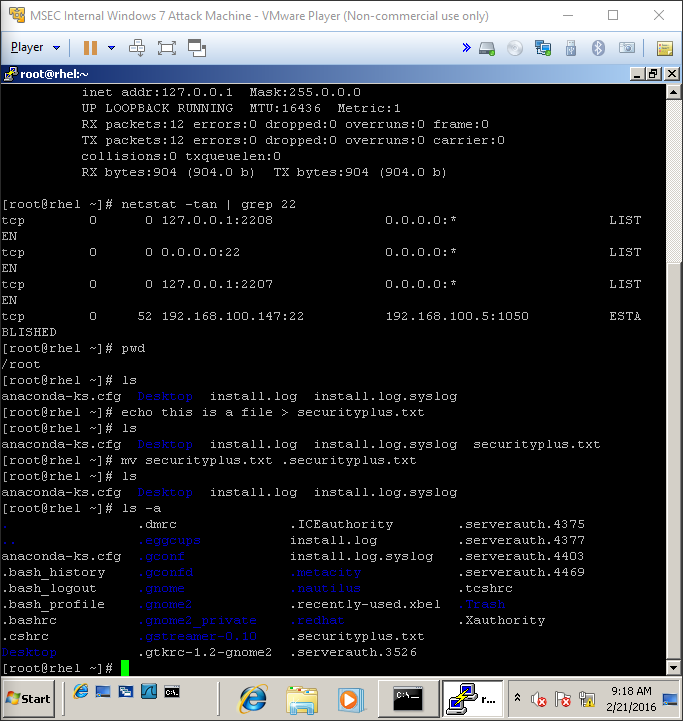 MSEC Internal Windows 7 Attack Machine - VMware Player (Non-commercial use only)
Player
root@rhel:~
inet addr:127.0.0.1  Mask:255.0.0.0
UP LOOPBACK RUNNING  MTU:16436  Metric:1
RX packets:12 errors:0 dropped:0 overruns:0 frame:0
TX packets:12 errors:0 dropped:0 overruns:0 carrier:0
collisions:0 txqueuelen:0
RX bytes:904 (904.0 b)  TX bytes:904 (904.0 b)
[root@rhel ~]# netstat -tan | grep 22
tcp        0      0 127.0.0.1:2208              0.0.0.0:*                   LIST
EN
tcp        0      0 0.0.0.0:22                  0.0.0.0:*                   LIST
EN
tcp        0      0 127.0.0.1:2207              0.0.0.0:*                   LIST
EN
tcp        0     52 192.168.100.147:22          192.168.100.5:1050          ESTA
BLISHED
[root@rhel ~]# pwd
/root
[root@rhel ~]# ls
anaconda-ks.cfg  Desktop  install.log  install.log.syslog
[root@rhel ~]# echo this is a file > securityplus.txt
[root@rhel ~]# ls
anaconda-ks.cfg  Desktop  install.log  install.log.syslog  securityplus.txt
[root@rhel ~]# mv securityplus.txt .securityplus.txt
[root@rhel ~]# ls
anaconda-ks.cfg  Desktop  install.log  install.log.syslog
[root@rhel ~]# ls -a
.                .dmrc              .ICEauthority         .serverauth.4375
..               .eggcups           install.log           .serverauth.4377
anaconda-ks.cfg  .gconf             install.log.syslog    .serverauth.4403
.bash_history    .gconfd            .metacity             .serverauth.4469
.bash_logout     .gnome             .nautilus             .tcshrc
.bash_profile    .gnome2            .recently-used.xbel   .Trash
.bashrc          .gnome2_private    .redhat               .Xauthority
.cshrc           .gstreamer-0.10    .securityplus.txt
Desktop          .gtkrc-1.2-gnome2  .serverauth.3526
[root@rhel ~]#
Start
r...
9:18 AM
2/21/2016